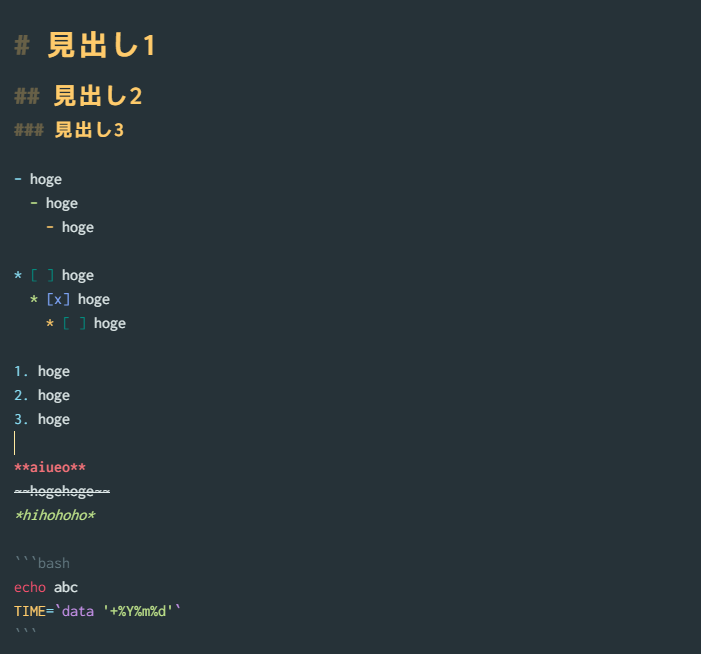 # 見出し1
## 見出し2
### 見出し3
- hoge
- hoge
- hoge
* [ ] hoge
* [x] hoge
* [ ] hoge
1. hoge
2. hoge
3. hoge
**aiueo**
~~hogehoge~~
*hihohoho*
```bash
echo abc
TIME=`data '+%Y%m%d'`
```